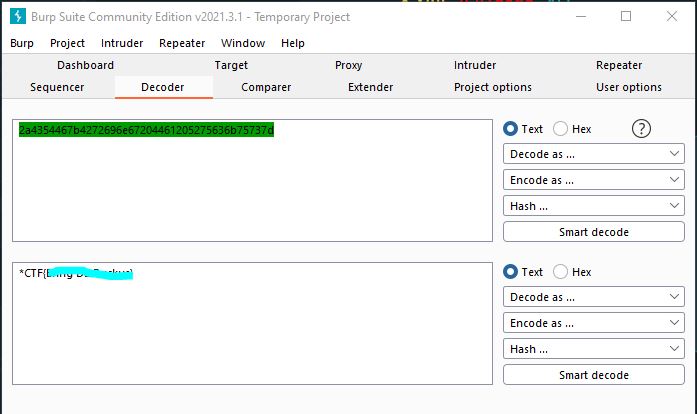 Burp Suite Community Edition v2021.3.1 - Temporary Project
Burp Project Intruder Repeater Window Help
Dashboard Target Proxy Intruder Repeater
Sequencer Decoder Comparer Extender Project options User options
2a4354467b4272696e67204461205275636b75737d
Text Hex ?
Decode as ...
Encode as ...
Hash ...
Smart decode
*CTF{
Text Hex
Decode as ...
Encode as ...
Hash ...
Smart decode